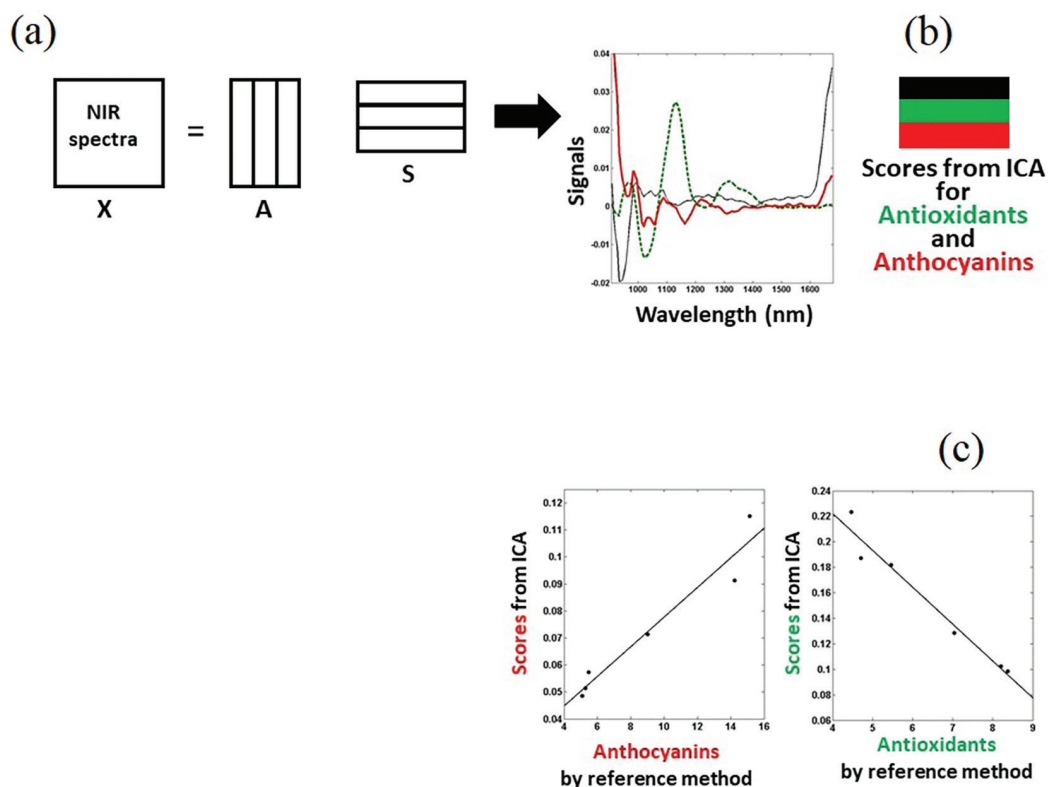 (a)
NIR
spectra
X
=
A
S
0.04
0.03
0.02
0.01
0
-0.01
-0.02
Signals
1000 1100 1200 1300 1400 1500 1600
Wavelength (nm)
(b)
Scores from ICA
for
Antioxidants
and
Anthocyanins
(c)
Scores from ICA
0.12
0.11
0.1
0.09
0.08
0.07
0.06
0.05
0.04
4 6 8 10 12 14 16
Anthocyanins
by reference method
Scores from ICA
0.24
0.22
0.2
0.18
0.16
0.14
0.12
0.1
0.08
0.06
4 5 6 7 8 9
Antioxidants
by reference method